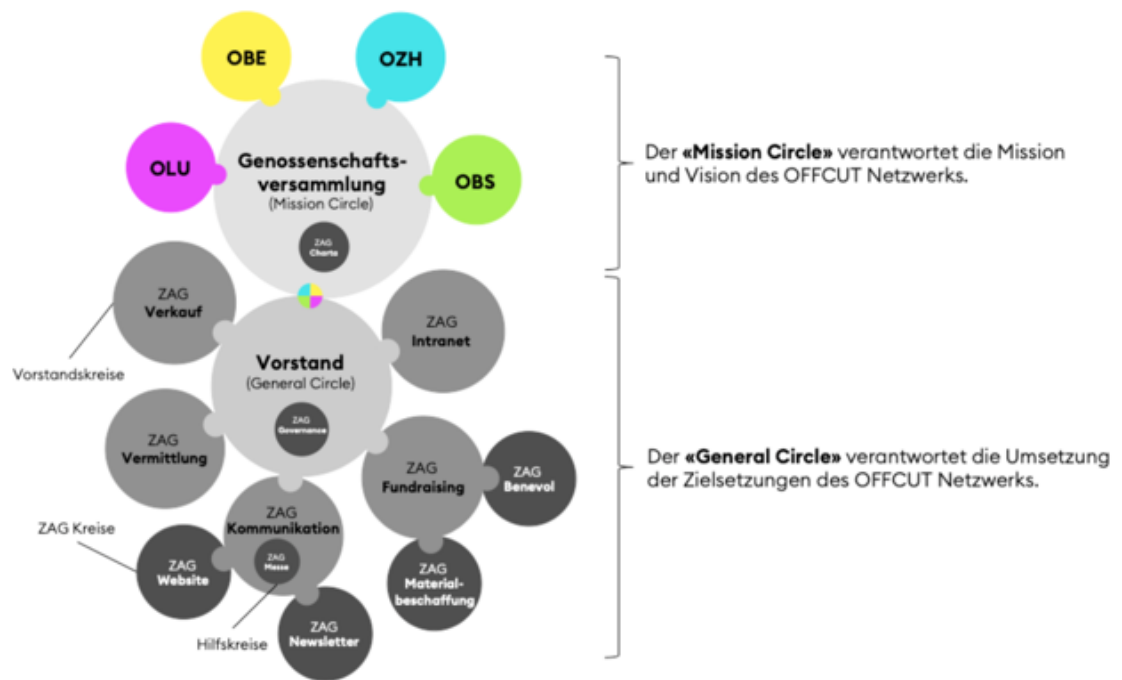 OBE
OZH
OLU
OBS
Genossenschafts-
versammlung
(Mission Circle)
ZAG
Charta
Der «Mission Circle» verantwortet die Mission
und Vision des OFFCUT Netzwerks.
ZAG
Verkauf
ZAG
Intranet
Vorstandskreise
Vorstand
(General Circle)
ZAG
Governance
ZAG
Vermittlung
ZAG
Fundraising
ZAG
Benevol
Der «General Circle» verantwortet die Umsetzung
der Zielsetzungen des OFFCUT Netzwerks.
ZAG
Kommunikation
ZAG
Messe
ZAG Kreise
ZAG
Website
ZAG
Material-
beschaffung
ZAG
Newsletter
Hilfskreise